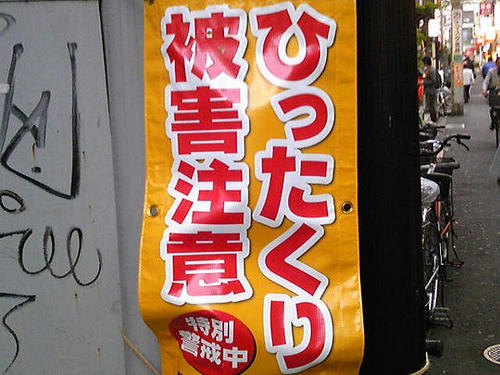 ひったくり
被害注意
特別
警戒中